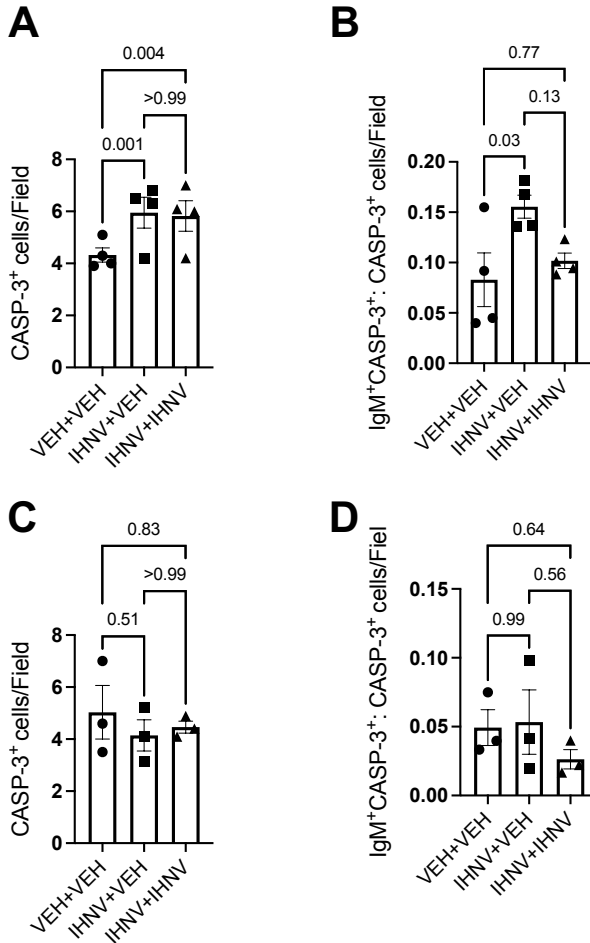 A
0.004
>0.99
0.001
8
6
4
2
0
CASP-3⁺ cells/Field
VEH+VEH
IHNV+VEH
IHNV+IHNV
B
0.77
0.13
0.03
0.20
0.15
0.10
0.05
0.00
IgM⁺CASP-3⁺: CASP-3⁺ cells/Field
VEH+VEH
IHNV+VEH
IHNV+IHNV
C
0.83
>0.99
0.51
8
6
4
2
0
CASP-3⁺ cells/Field
VEH+VEH
IHNV+VEH
IHNV+IHNV
D
0.64
0.56
0.99
0.15
0.10
0.05
0.00
IgM⁺CASP-3⁺: CASP-3⁺ cells/Fiel
VEH+VEH
IHNV+VEH
IHNV+IHNV